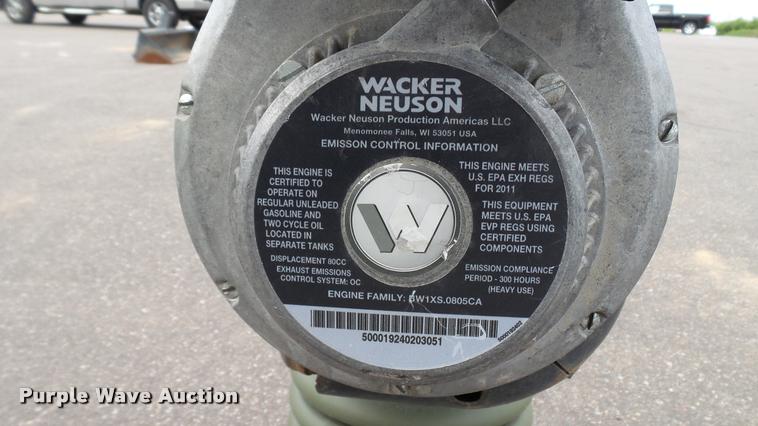 WACKER
NEUSON
Wacker Neuson Production Americas LLC
Menomonee Falls, WI 53051 USA
EMISSON CONTROL INFORMATION
THIS ENGINE IS
CERTIFIED TO
OPERATE ON
REGULAR UNLEADED
GASOLINE AND
TWO CYCLE OIL
LOCATED IN
SEPARATE TANKS
DISPLACEMENT 80CC
EXHAUST EMISSIONS
CONTROL SYSTEM: OC
THIS ENGINE MEETS
U.S. EPA EXH REGS
FOR 2011
THIS EQUIPMENT
MEETS U.S. EPA
EVP REGS USING
CERTIFIED
COMPONENTS
EMISSION COMPLIANCE
PERIOD - 300 HOURS
(HEAVY USE)
W
ENGINE FAMILY: BW1XS.0805CA
500019240203051
Purple Wave Auction